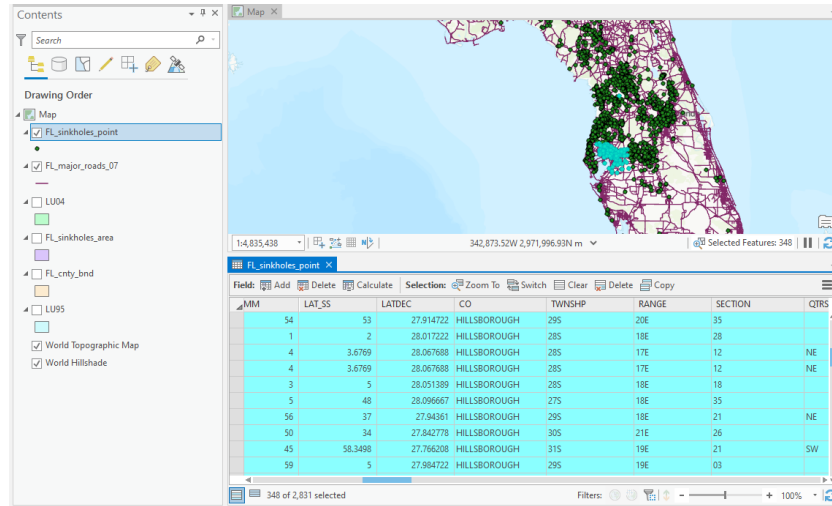 Contents
Search
Drawing Order
Map
FL_sinkholes_point
FL_major_roads_07
LU04
FL_sinkholes_area
FL_cnty_bnd
LU95
World Topographic Map
World Hillshade
Map
1:4,835,438
342,873.52W 2,971,996.93N m
Selected Features: 348
FL_sinkholes_point
Field: Add Delete Calculate Selection: Zoom To Switch Clear Delete Copy
MM LAT_SS LATDEC CO TWNSHP RANGE SECTION QTRS
54 53 27.914722 HILLSBOROUGH 29S 20E 35
1 2 28.017222 HILLSBOROUGH 28S 18E 28
4 3.6769 28.067688 HILLSBOROUGH 28S 17E 12 NE
4 3.6769 28.067688 HILLSBOROUGH 28S 17E 12 NE
3 5 28.051389 HILLSBOROUGH 28S 18E 18
5 48 28.096667 HILLSBOROUGH 27S 18E 35
56 37 27.94361 HILLSBOROUGH 29S 18E 21 NE
50 34 27.842778 HILLSBOROUGH 30S 21E 26
45 58.3498 27.766208 HILLSBOROUGH 31S 19E 21 SW
59 5 27.984722 HILLSBOROUGH 29S 19E 03
348 of 2,831 selected
Filters:
100%